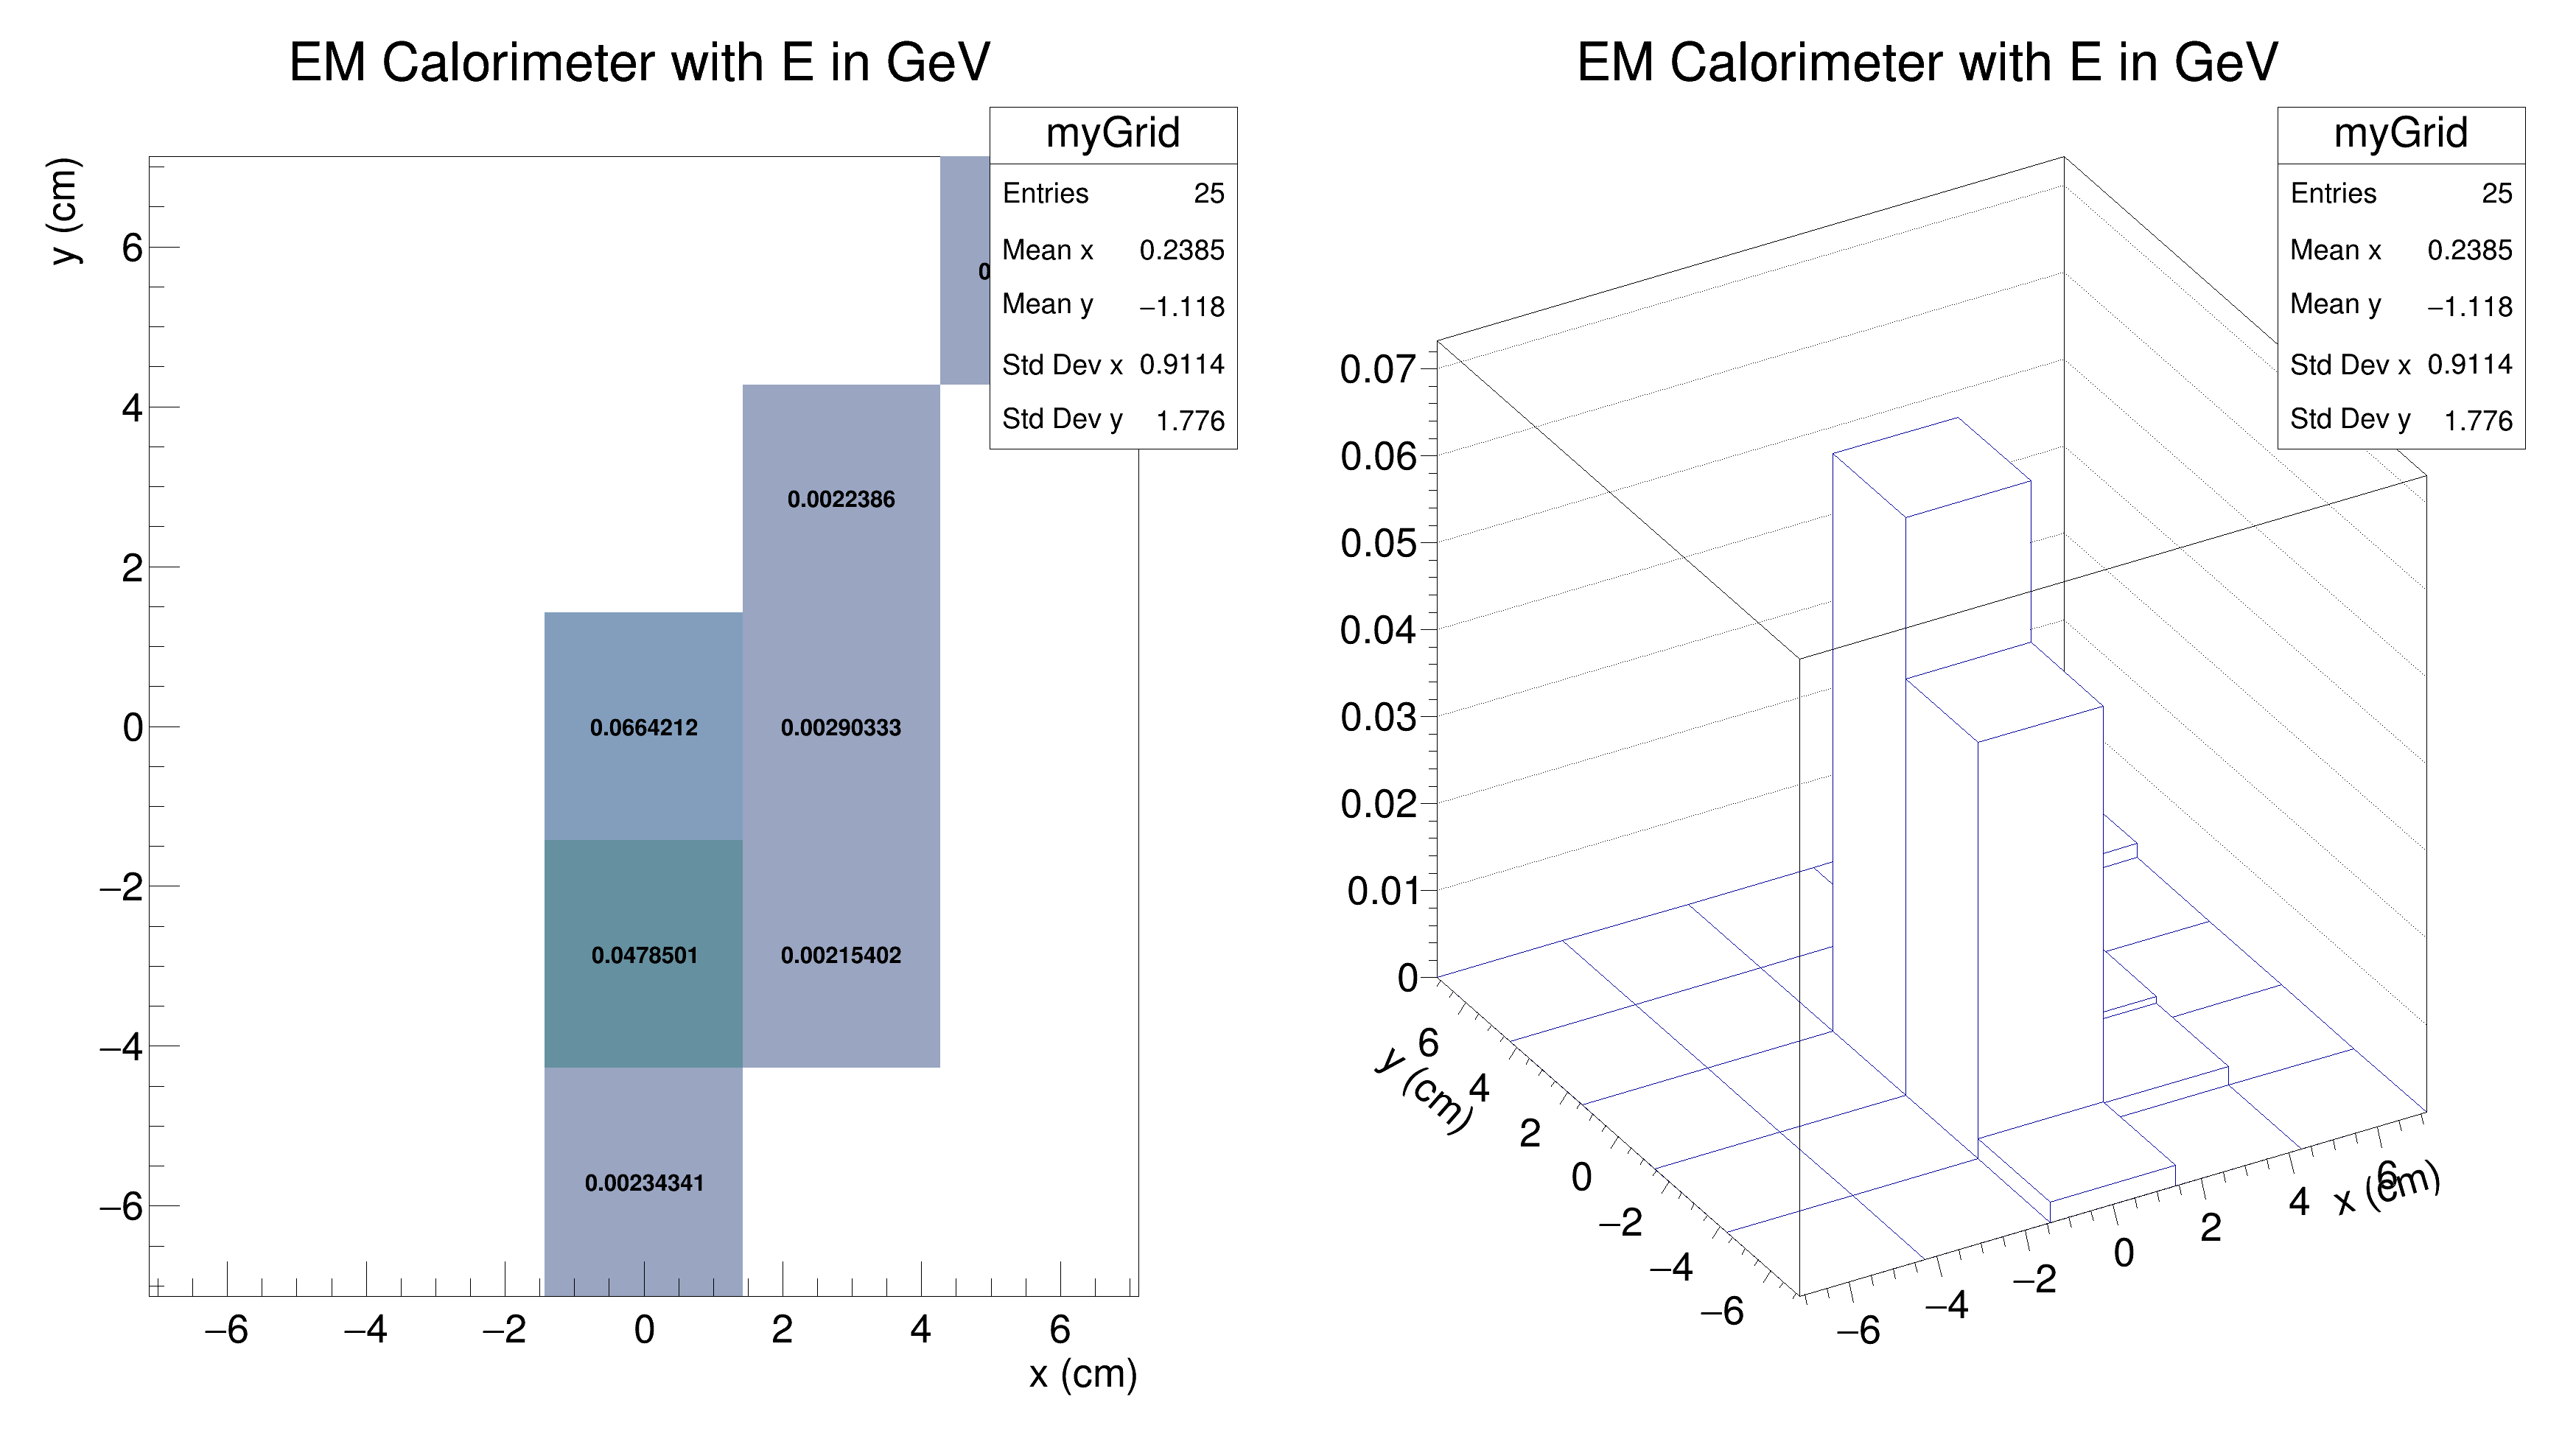 EM Calorimeter with E in GeV
myGrid
Entries 25
Mean x 0.2385
Mean y −1.118
Std Dev x 0.9114
Std Dev y 1.776
y (cm)
6
4
2
0
−2
−4
−6
0
0.0022386
0.0664212
0.00290333
0.0478501
0.00215402
0.00234341
−6 −4 −2 0 2 4 6
x (cm)
EM Calorimeter with E in GeV
myGrid
Entries 25
Mean x 0.2385
Mean y −1.118
Std Dev x 0.9114
Std Dev y 1.776
0.07
0.06
0.05
0.04
0.03
0.02
0.01
0
y (cm)
6
4
2
0
−2
−4
−6
−6
−4
−2
0
2
4
6
x (cm)